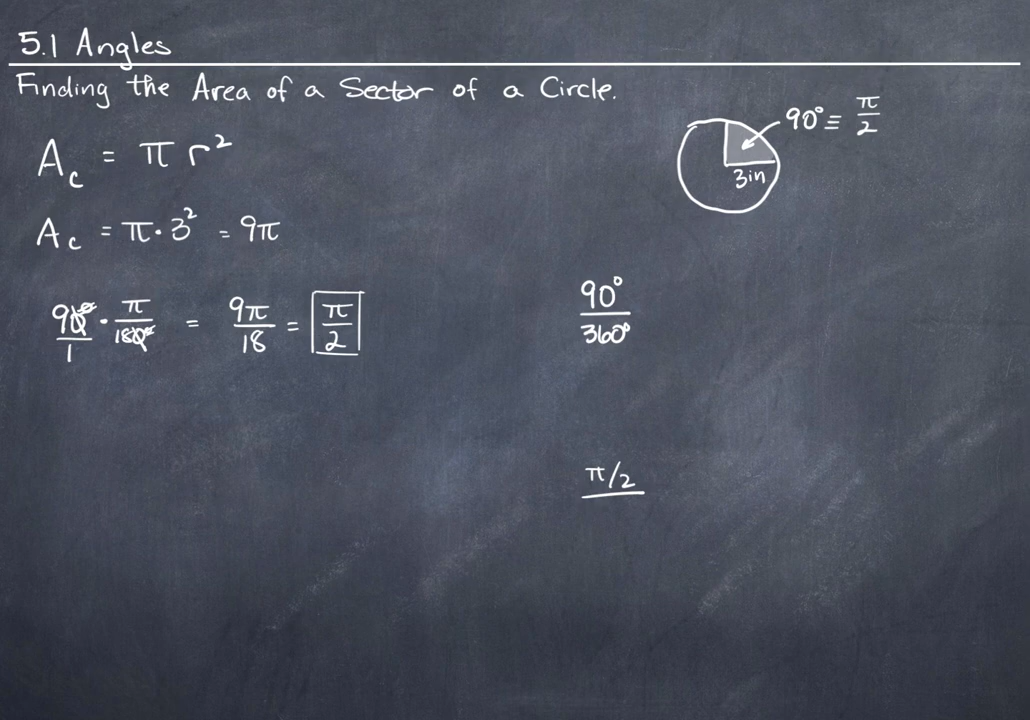 5.1 Angles
Finding the Area of a Sector of a Circle.
A_c = π r²
90° ≡ π/2
3in
A_c = π · 3² = 9π
90°/1 · π/180° = 9π/18 = π/2
90°/360°
π/2